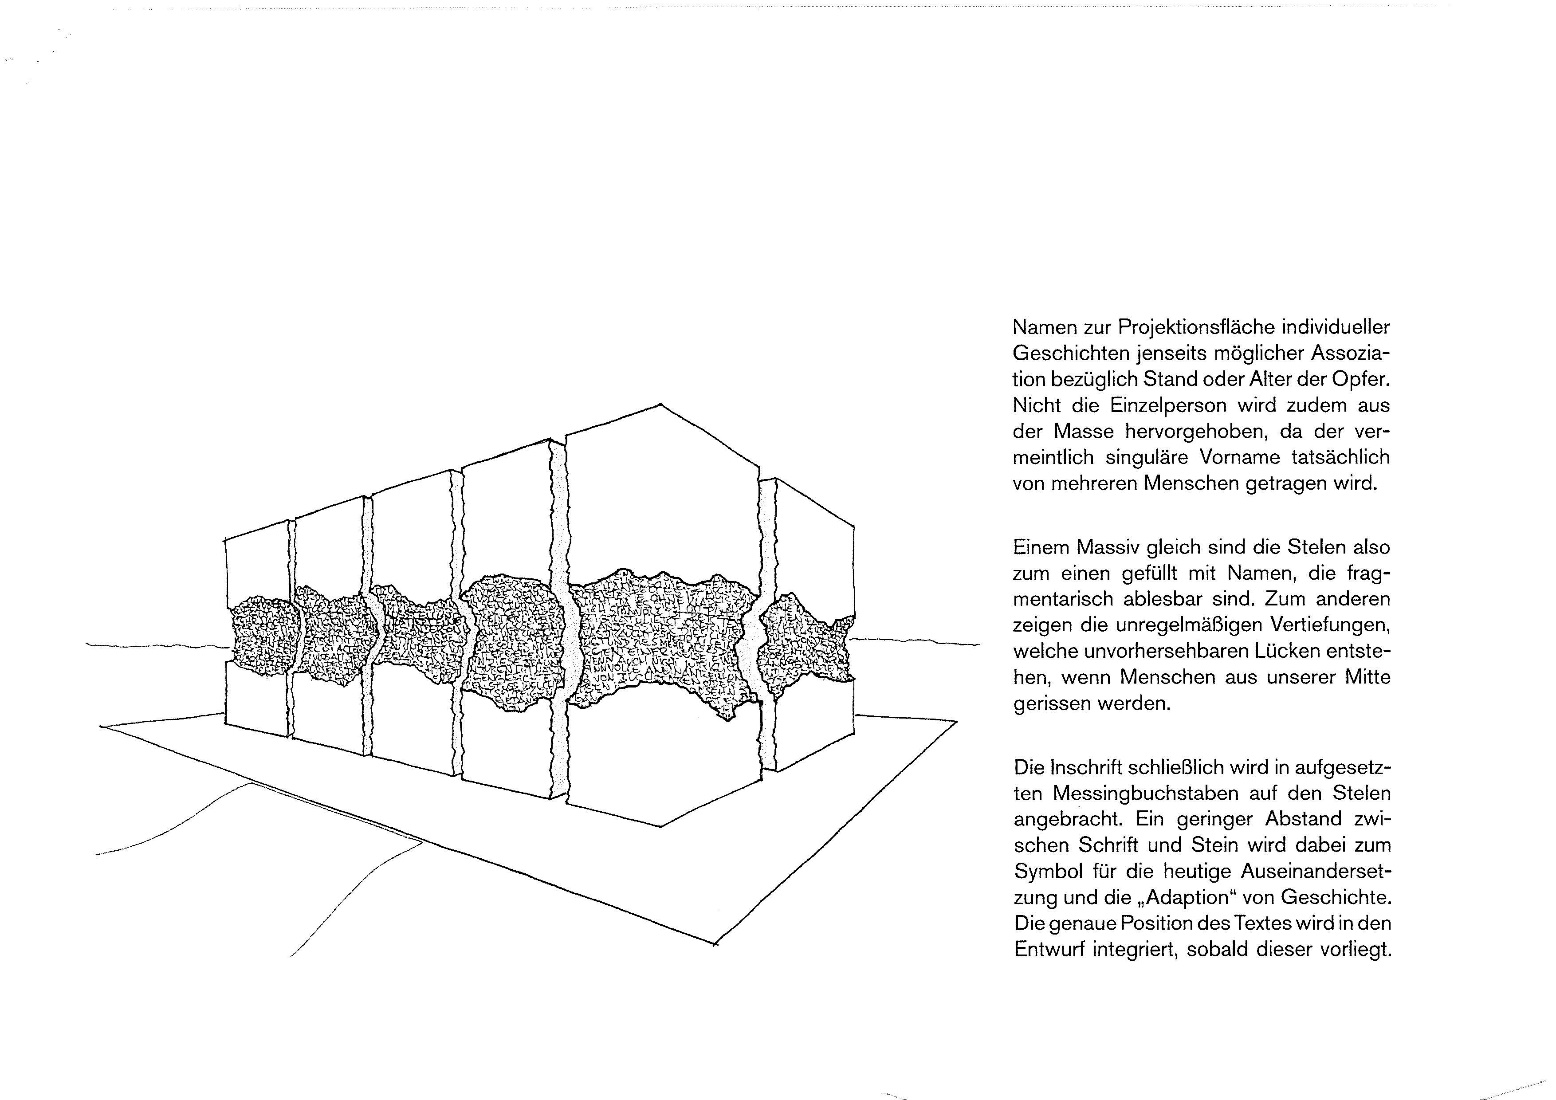 Namen zur Projektionsfläche individueller
Geschichten jenseits möglicher Assozia-
tion bezüglich Stand oder Alter der Opfer.
Nicht die Einzelperson wird zudem aus
der Masse hervorgehoben, da der ver-
meintlich singuläre Vorname tatsächlich
von mehreren Menschen getragen wird.
Einem Massiv gleich sind die Stelen also
zum einen gefüllt mit Namen, die frag-
mentarisch ablesbar sind. Zum anderen
zeigen die unregelmäßigen Vertiefungen,
welche unvorhersehbaren Lücken entste-
hen, wenn Menschen aus unserer Mitte
gerissen werden.
Die Inschrift schließlich wird in aufgesetz-
ten Messingbuchstaben auf den Stelen
angebracht. Ein geringer Abstand zwi-
schen Schrift und Stein wird dabei zum
Symbol für die heutige Auseinanderset-
zung und die „Adaption“ von Geschichte.
Die genaue Position des Textes wird in den
Entwurf integriert, sobald dieser vorliegt.